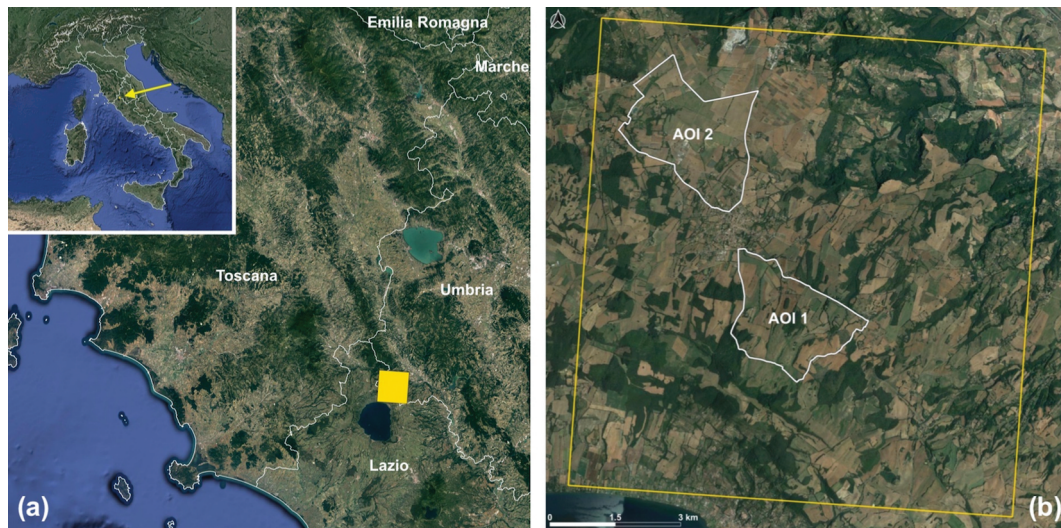 Emilia Romagna
Marche
Toscana
Umbria
Lazio
(a)
AOI 2
AOI 1
0 1.5 3 km
(b)